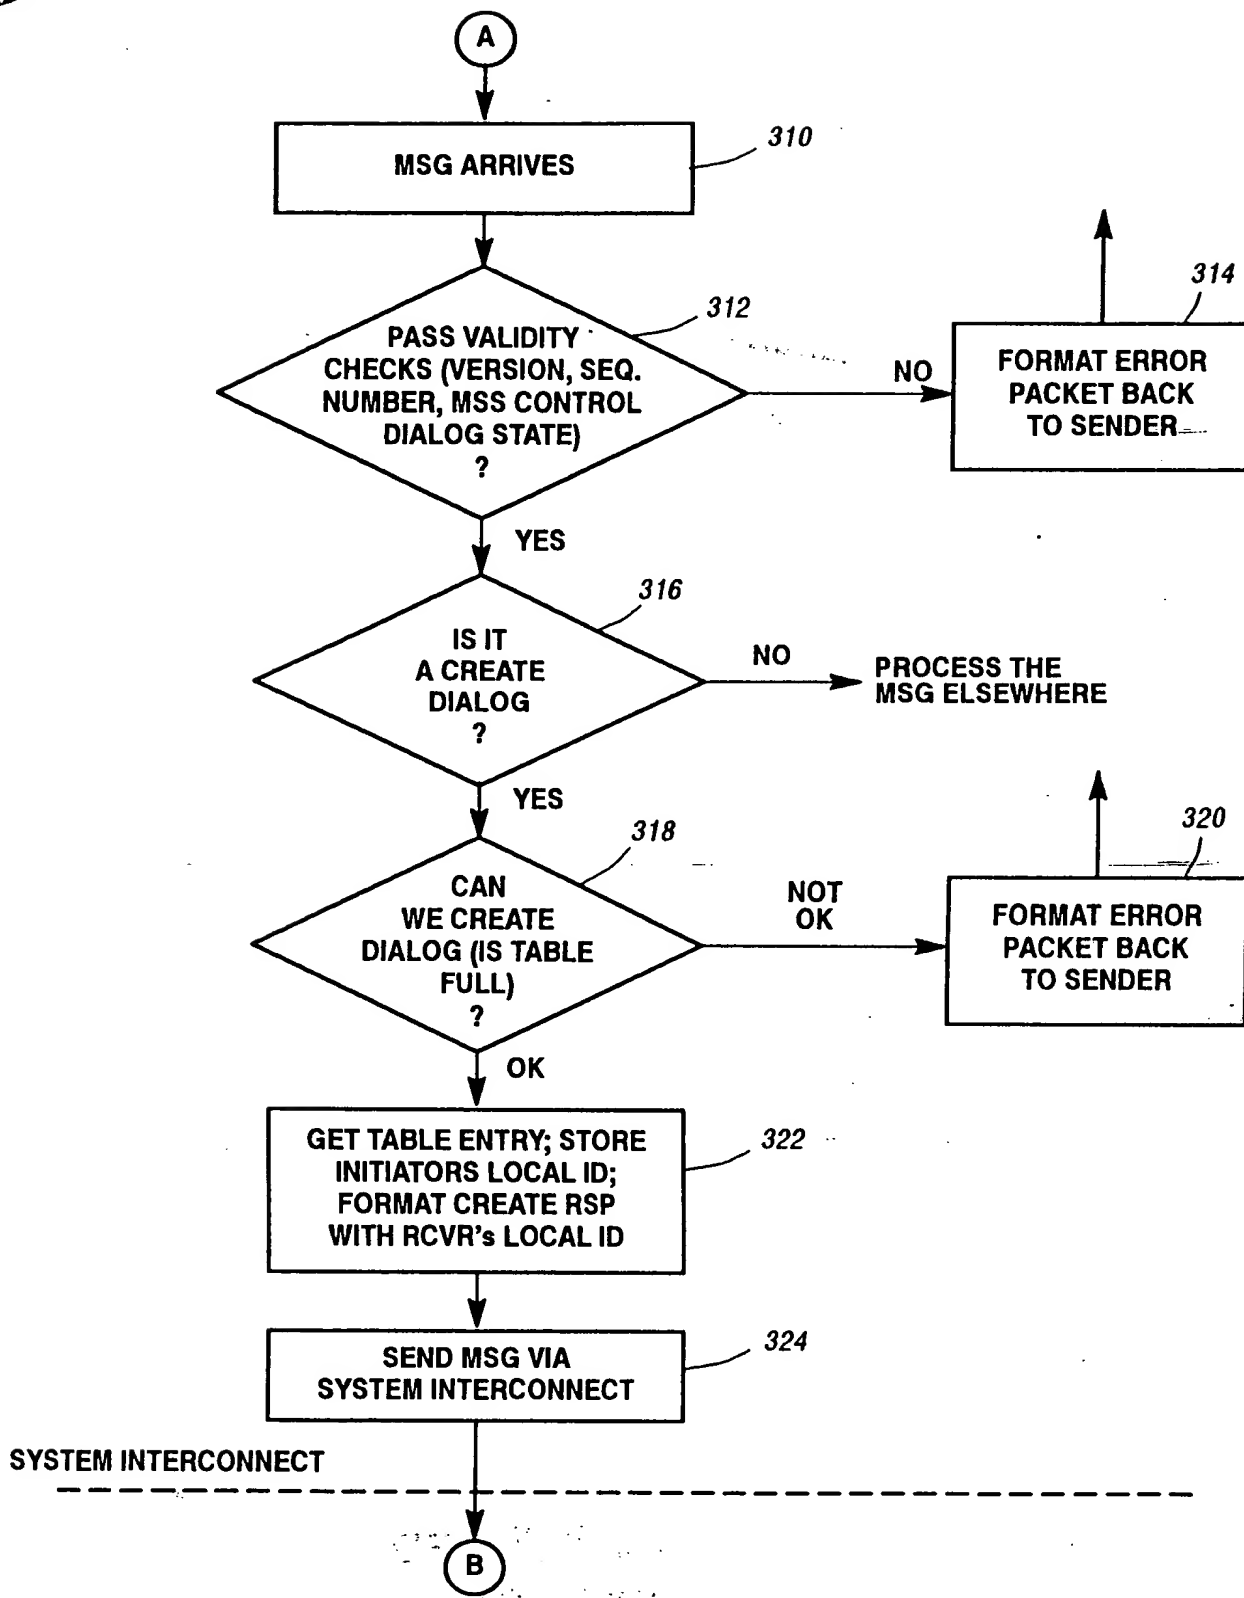 A
MSG ARRIVES
310
PASS VALIDITY
CHECKS (VERSION, SEQ.
NUMBER, MSS CONTROL
DIALOG STATE)
?
312
NO
314
FORMAT ERROR
PACKET BACK
TO SENDER
YES
IS IT
A CREATE
DIALOG
?
316
NO
PROCESS THE
MSG ELSEWHERE
YES
CAN
WE CREATE
DIALOG (IS TABLE
FULL)
?
318
NOT
OK
320
FORMAT ERROR
PACKET BACK
TO SENDER
OK
GET TABLE ENTRY; STORE
INITIATORS LOCAL ID;
FORMAT CREATE RSP
WITH RCVR's LOCAL ID
322
SEND MSG VIA
SYSTEM INTERCONNECT
324
SYSTEM INTERCONNECT
B